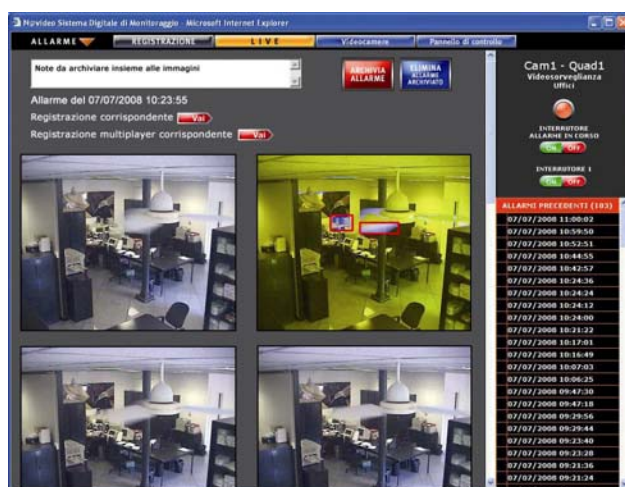 Mpvideo Sistema Digitale di Monitoraggio - Microsoft Internet Explorer
ALLARME
REGISTRAZIONE
LIVE
Videocamere
Pannello di controllo
Note da archiviare insieme alle immagini
ARCHIVIA
ALLARME
ELIMINA
ALLARME
ARCHIVIATO
Allarme del 07/07/2008 10:23:55
Registrazione corrispondente Vai
Registrazione multiplayer corrispondente Vai
Cam1 - Quad1
Videosorveglianza
Uffici
INTERRUTORE
ALLARME IN CORSO
ON OFF
INTERRUTORE 1
ON OFF
ALLARMI PRECEDENTI (103)
07/07/2008 11:00:02
07/07/2008 10:59:50
07/07/2008 10:52:51
07/07/2008 10:44:55
07/07/2008 10:42:57
07/07/2008 10:24:36
07/07/2008 10:24:24
07/07/2008 10:24:12
07/07/2008 10:24:00
07/07/2008 10:21:22
07/07/2008 10:17:01
07/07/2008 10:16:49
07/07/2008 10:07:03
07/07/2008 10:06:25
07/07/2008 09:47:30
07/07/2008 09:47:18
07/07/2008 09:29:56
07/07/2008 09:29:44
07/07/2008 09:23:40
07/07/2008 09:23:28
07/07/2008 09:21:36
07/07/2008 09:21:24